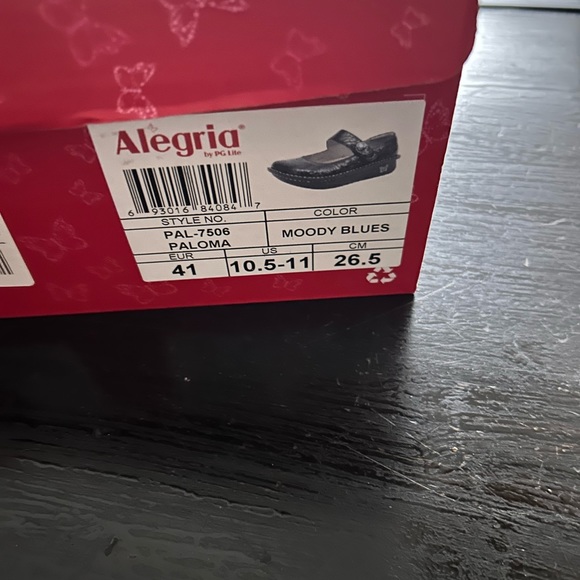 Alegria®
by PG Lite
6 93016 84084 7
STYLE NO.
COLOR
PAL-7506
PALOMA
MOODY BLUES
EUR
US
CM
41
10.5-11
26.5